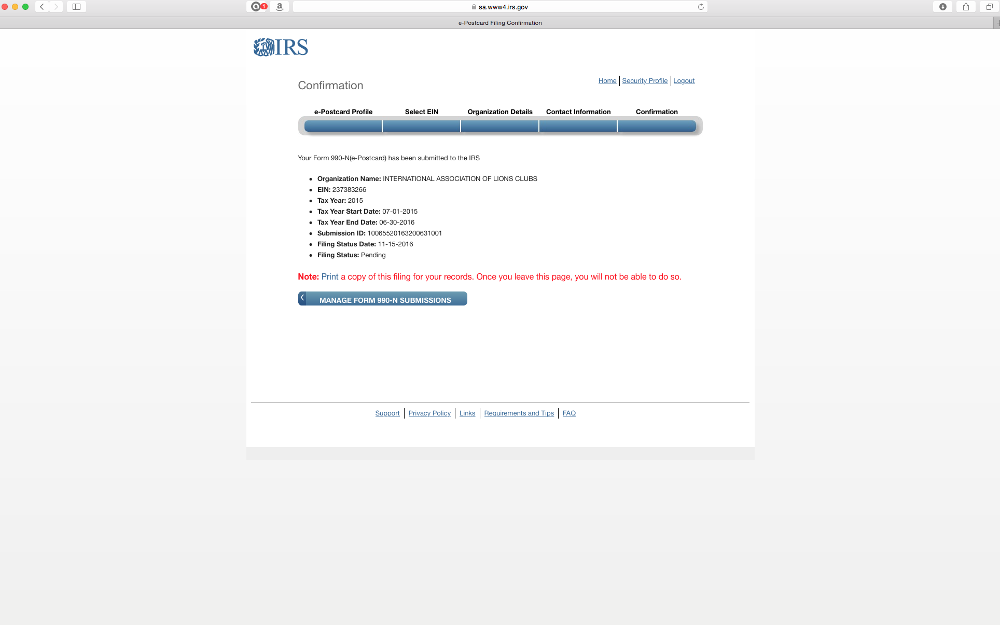 1
a
sa.www4.irs.gov
e-Postcard Filing Confirmation
IRS
Home | Security Profile | Logout
Confirmation
e-Postcard Profile Select EIN Organization Details Contact Information Confirmation
Your Form 990-N(e-Postcard) has been submitted to the IRS
• Organization Name: INTERNATIONAL ASSOCIATION OF LIONS CLUBS
• EIN: 237383266
• Tax Year: 2015
• Tax Year Start Date: 07-01-2015
• Tax Year End Date: 06-30-2016
• Submission ID: 10065520163200631001
• Filing Status Date: 11-15-2016
• Filing Status: Pending
Note: Print a copy of this filing for your records. Once you leave this page, you will not be able to do so.
MANAGE FORM 990-N SUBMISSIONS
Support | Privacy Policy | Links | Requirements and Tips | FAQ